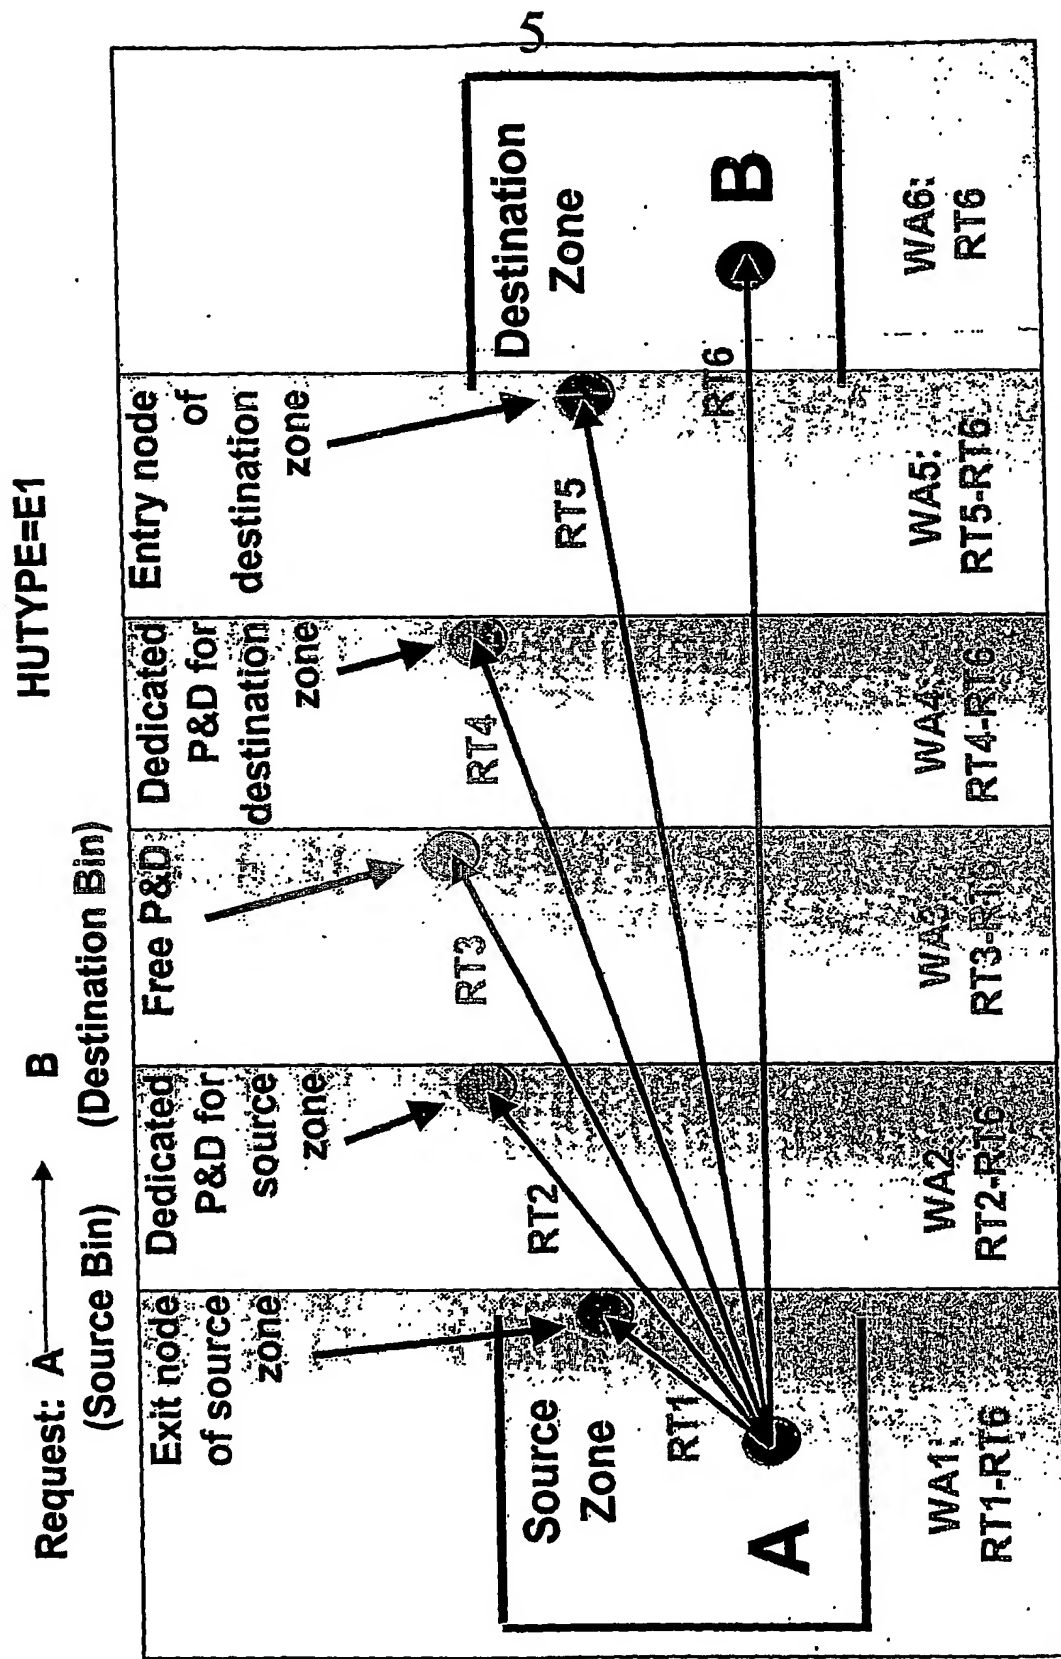 5
Request: A B HUTYPE=E1
(Source Bin) (Destination Bin)
Exit node
of source
zone
Dedicated
P&D for
source
zone
Free P&D
Dedicated
P&D for
destination
zone
Entry node
of
destination
zone
Source
Zone
Destination
Zone
RT1
RT2
RT3
RT4
RT5
RT6
A
B
WA1:
RT1-RT6
WA2
RT2-RT6
WA3
RT3-RT6
WA4
RT4-RT6
WA5:
RT5-RT6
WA6:
RT6